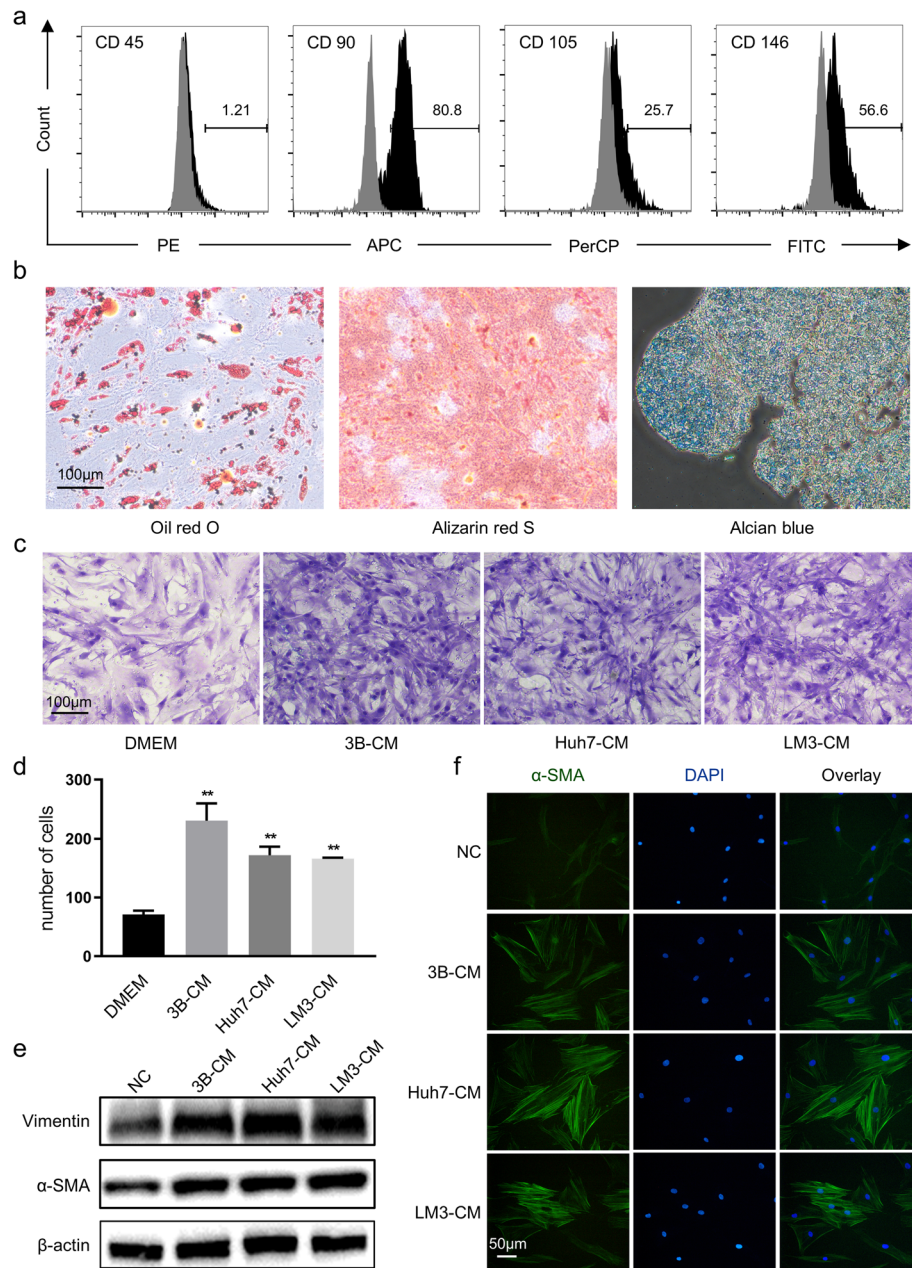 a
CD 45
1.21
CD 90
80.8
CD 105
25.7
CD 146
56.6
Count
PE
APC
PerCP
FITC
b
100μm
Oil red O
Alizarin red S
Alcian blue
c
100μm
DMEM
3B-CM
Huh7-CM
LM3-CM
d
number of cells
300
200
100
0
**
**
**
DMEM
3B-CM
Huh7-CM
LM3-CM
e
NC
3B-CM
Huh7-CM
LM3-CM
Vimentin
α-SMA
β-actin
f
α-SMA
DAPI
Overlay
NC
3B-CM
Huh7-CM
LM3-CM
50μm